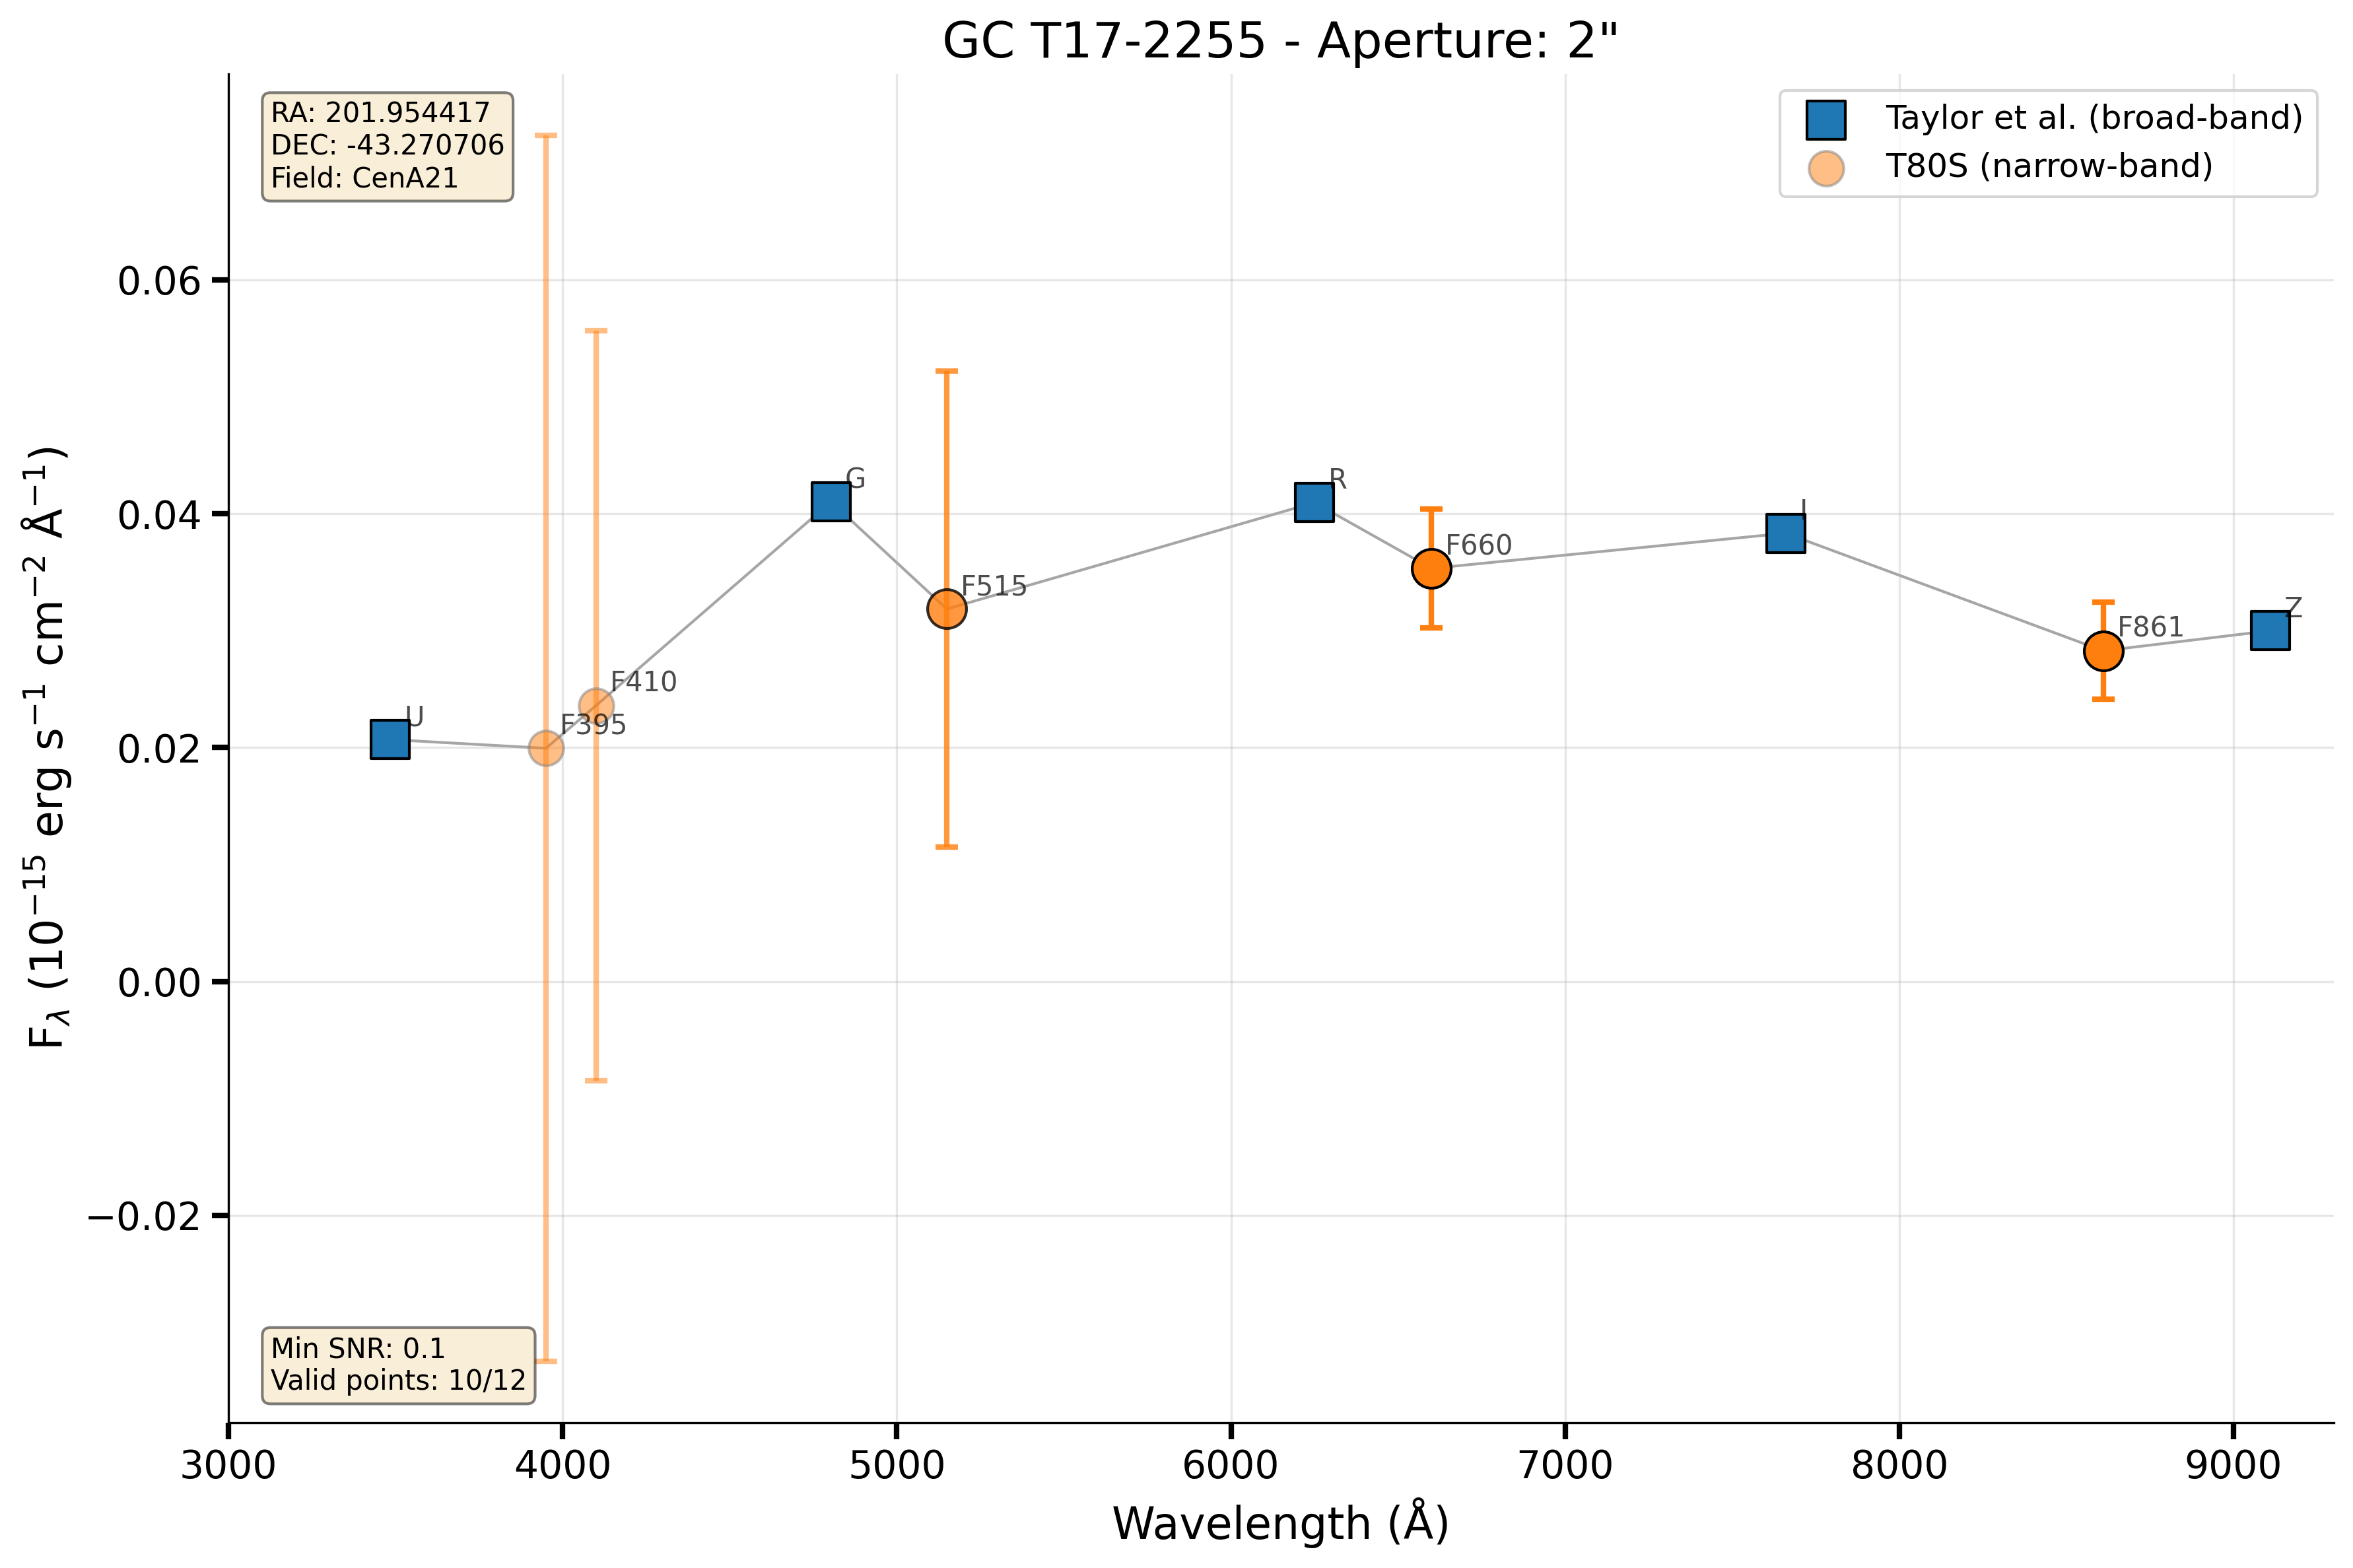 GC T17-2255 - Aperture: 2"
RA: 201.954417
DEC: -43.270706
Field: CenA21
Taylor et al. (broad-band)
T80S (narrow-band)
F_λ (10⁻¹⁵ erg s⁻¹ cm⁻² Å⁻¹)
0.06
0.04
0.02
0.00
−0.02
U
F395
F410
G
F515
R
F660
I
F861
Z
Min SNR: 0.1
Valid points: 10/12
3000 4000 5000 6000 7000 8000 9000
Wavelength (Å)